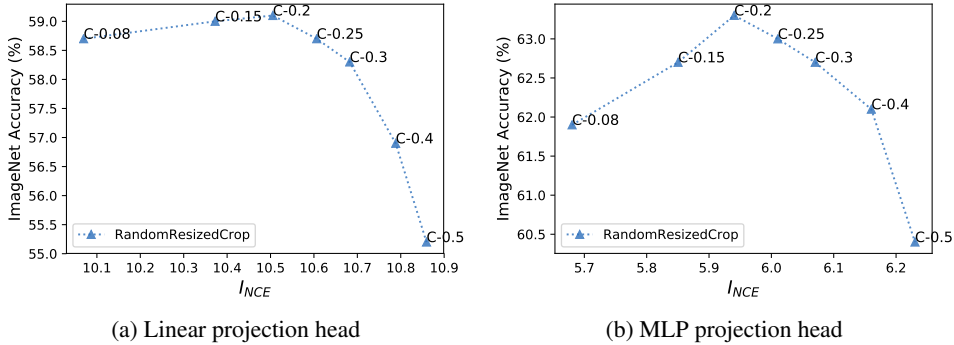 ImageNet Accuracy (%)
59.0
58.5
58.0
57.5
57.0
56.5
56.0
55.5
55.0
C-0.08
C-0.15
C-0.2
C-0.25
C-0.3
C-0.4
C-0.5
RandomResizedCrop
10.1 10.2 10.3 10.4 10.5 10.6 10.7 10.8 10.9
I_NCE
(a) Linear projection head
ImageNet Accuracy (%)
63.0
62.5
62.0
61.5
61.0
60.5
C-0.08
C-0.15
C-0.2
C-0.25
C-0.3
C-0.4
C-0.5
RandomResizedCrop
5.7 5.8 5.9 6.0 6.1 6.2
I_NCE
(b) MLP projection head